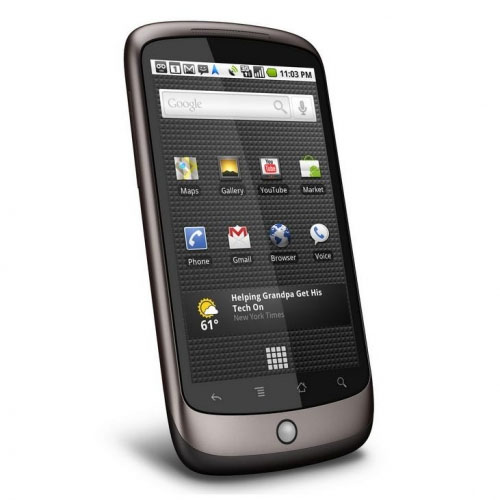 11:03 PM
Google
Maps
Gallery
YouTube
Market
Phone
Gmail
Browser
Voice
61°
Helping Grandpa Get His
Tech On
New York Times